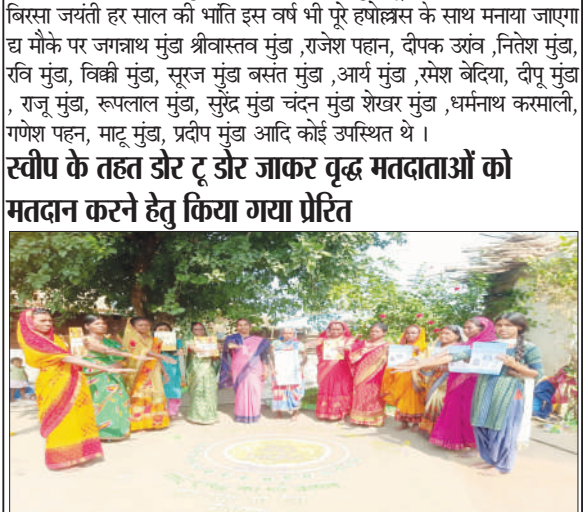 बिरसा जयंती हर साल की भांति इस वर्ष भी पूरे हर्षोल्लास के साथ मनाया जाएगा
द्य मौके पर जगन्नाथ मुंडा श्रीवास्तव मुंडा ,राजेश पहान, दीपक उरांव ,नितेश मुंडा,
रवि मुंडा, विक्की मुंडा, सूरज मुंडा बसंत मुंडा ,आर्य मुंडा ,रमेश बेदिया, दीपू मुंडा
, राजू मुंडा, रूपलाल मुंडा, सुरेंद्र मुंडा चंदन मुंडा शेखर मुंडा ,धर्मनाथ करमाली,
गणेश पहन, माटू मुंडा, प्रदीप मुंडा आदि कोई उपस्थित थे ।
स्वीप के तहत डोर टू डोर जाकर वृद्ध मतदाताओं को
मतदान करने हेतु किया गया प्रेरित